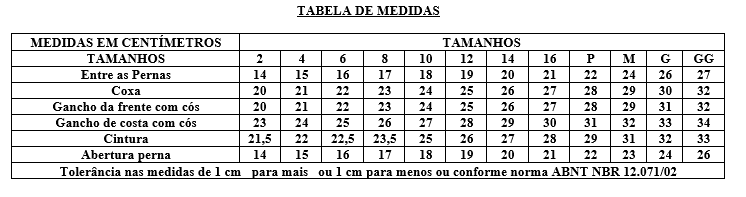 TABELA DE MEDIDAS
MEDIDAS EM CENTÍMETROS TAMANHOS
TAMANHOS 2 4 6 8 10 12 14 16 P M G GG
Entre as Pernas 14 15 16 17 18 19 20 21 22 24 26 27
Coxa 20 21 22 23 24 25 26 27 28 29 30 32
Gancho da frente com cós 20 21 22 23 24 25 26 27 28 29 31 32
Gancho de costa com cós 23 24 25 26 27 28 29 30 31 32 33 34
Cintura 21,5 22 22,5 23,5 25 26 27 28 29 31 32 33
Abertura perna 14 15 16 17 18 19 20 21 22 23 24 26
Tolerância nas medidas de 1 cm para mais ou 1 cm para menos ou conforme norma ABNT NBR 12.071/02